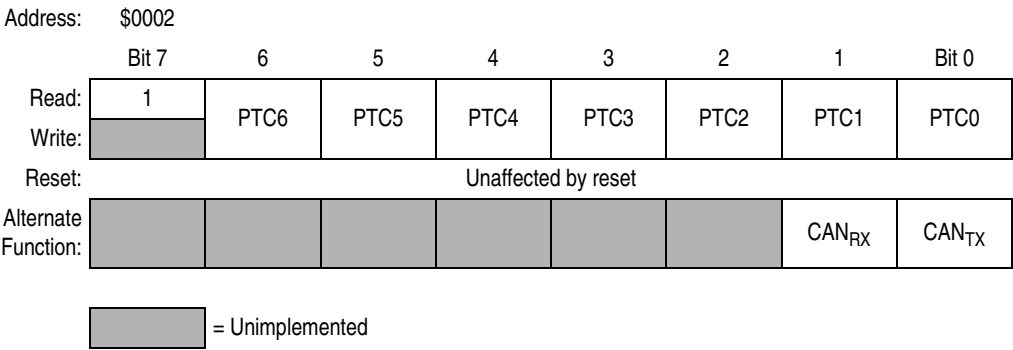 Address: $0002
Bit 7 6 5 4 3 2 1 Bit 0
Read: 1 PTC6 PTC5 PTC4 PTC3 PTC2 PTC1 PTC0
Write:
Reset: Unaffected by reset
Alternate
Function: CANRX CANTX
= Unimplemented